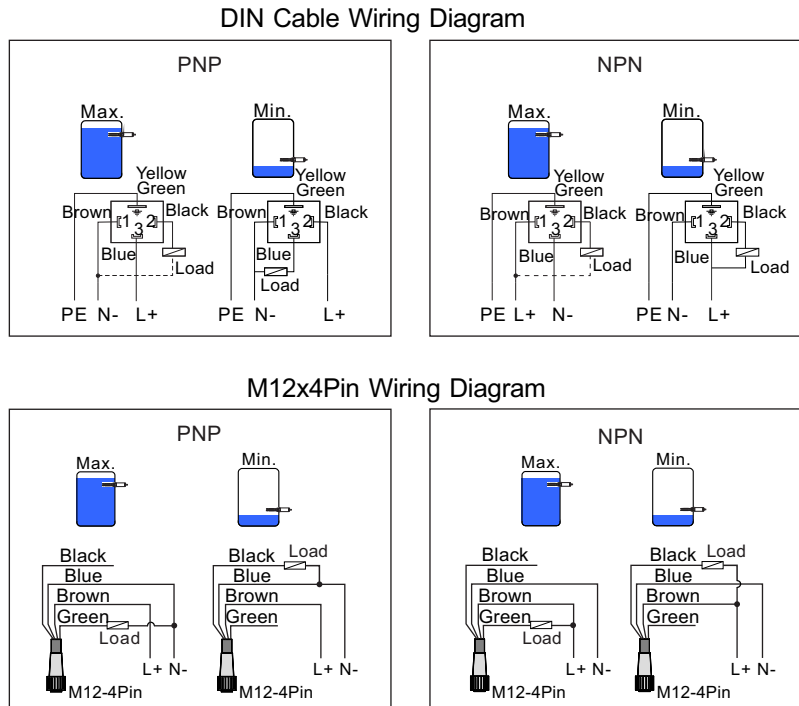 DIN Cable Wiring Diagram
PNP
Max.
Yellow
Green
Brown
1
3
2
Black
Blue
Load
PE N- L+
Min.
Yellow
Green
Brown
1
3
2
Black
Blue
Load
PE N- L+
NPN
Max.
Yellow
Green
Brown
1
3
2
Black
Blue
Load
PE L+ N-
Min.
Yellow
Green
Brown
1
3
2
Black
Blue
Load
PE N- L+
M12x4Pin Wiring Diagram
PNP
Max.
Black
Blue
Brown
Green
Load
L+ N-
M12-4Pin
Min.
Black Load
Blue
Brown
Green
L+ N-
M12-4Pin
NPN
Max.
Black
Blue
Brown
Green
Load
L+ N-
M12-4Pin
Min.
Black Load
Blue
Brown
Green
L+ N-
M12-4Pin